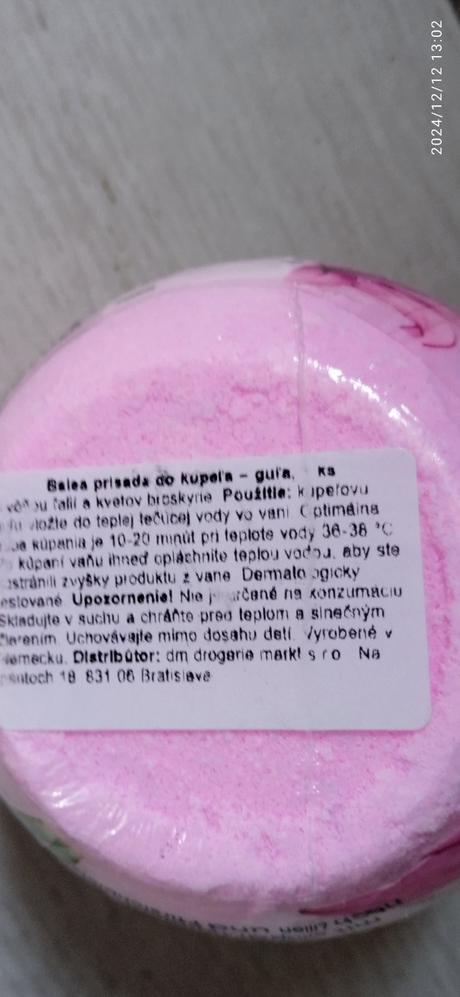 2024/12/12 13:02
Balea prísada do kúpeľa – guľa, ks
vôňou ľalií a kvetov broskyne Použitie: kúpeľovú
vložte do teplej tečúcej vody vo vani Optimálna
kúpania je 10-20 minút pri teplote vody 36-38 °C
kúpaní vaňu ihneď opláchnite teplou vodou, aby ste
zvyšky produktu z vane Dermatologicky
Upozornenie! Nie je určené na konzumáciu
Skladujte v suchu a chráňte pred teplom a slnečným
žiarením Uchovávajte mimo dosahu detí. Vyrobené v
Nemecku. Distribútor: dm drogerie markt s r o Na
18 831 06 Bratislava